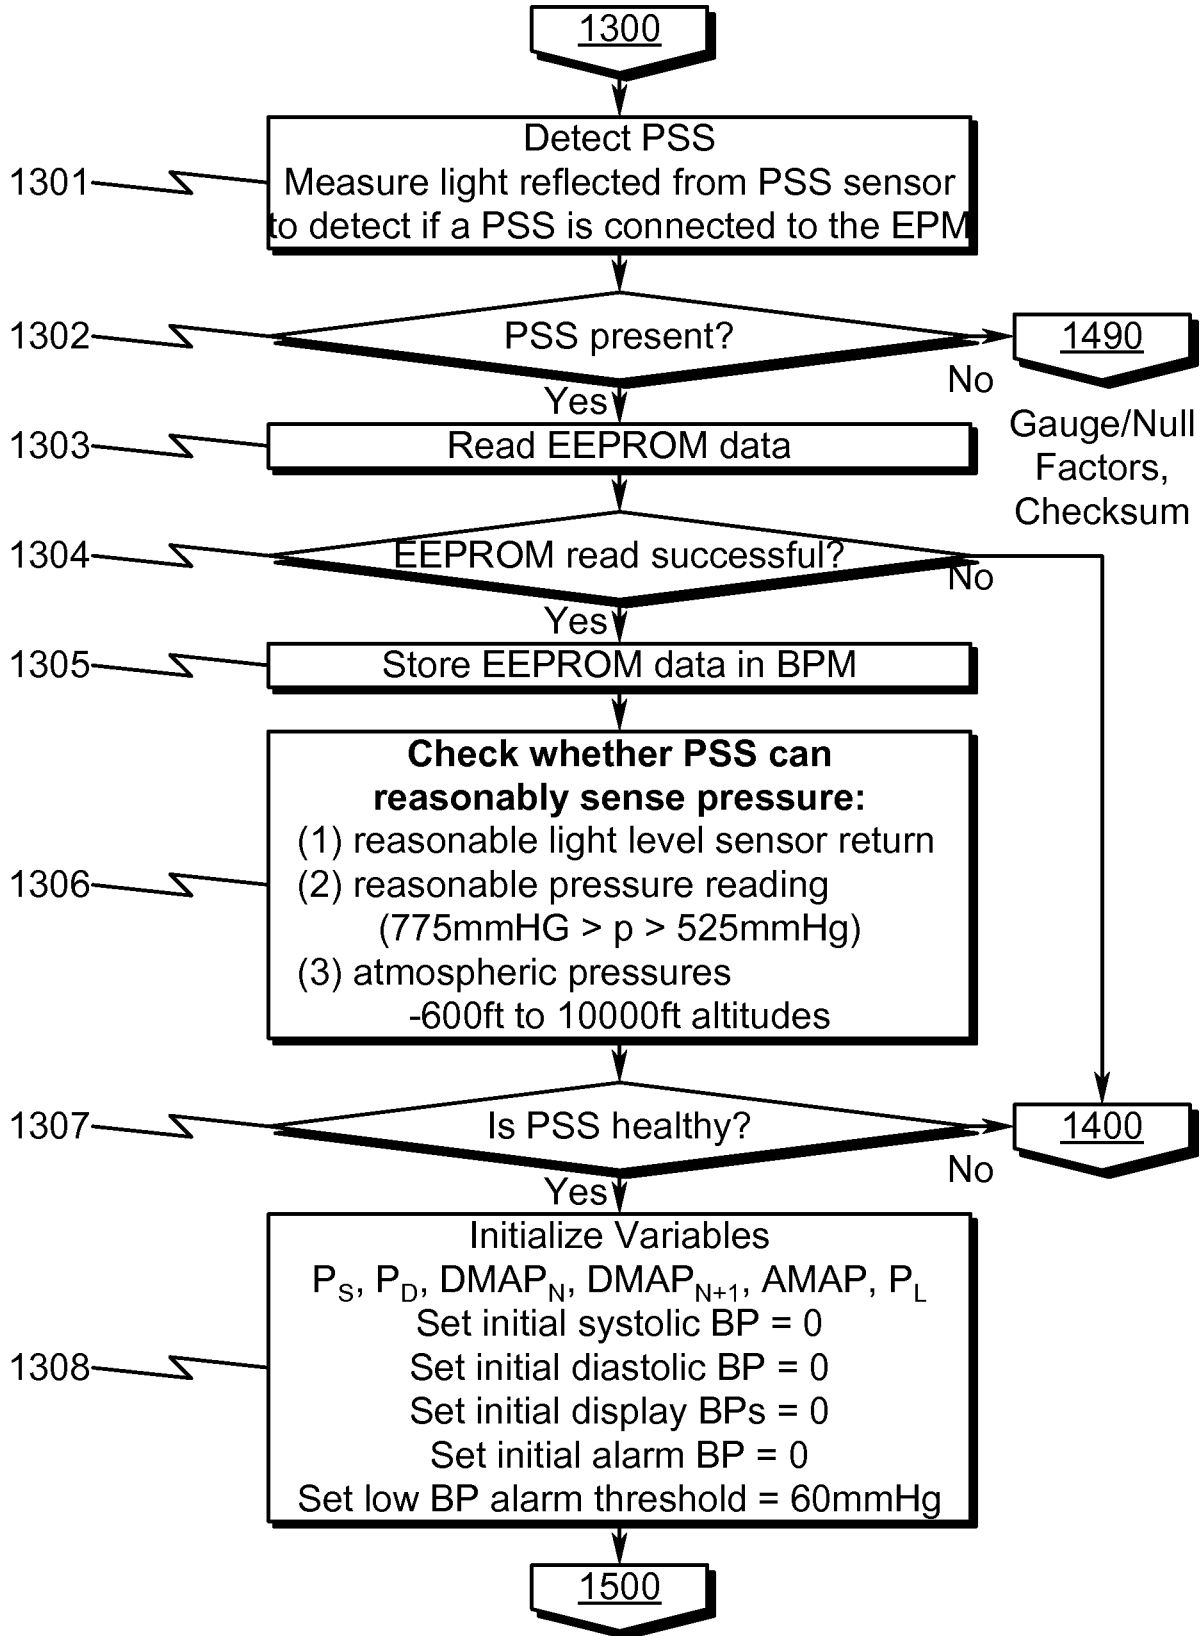 1300
1301
Detect PSS
Measure light reflected from PSS sensor
to detect if a PSS is connected to the EPM
1302
PSS present?
1490
No
Yes
Gauge/Null
Factors,
Checksum
1303
Read EEPROM data
1304
EEPROM read successful?
No
Yes
1305
Store EEPROM data in BPM
1306
Check whether PSS can
reasonably sense pressure:
(1) reasonable light level sensor return
(2) reasonable pressure reading
(775mmHG > p > 525mmHg)
(3) atmospheric pressures
-600ft to 10000ft altitudes
1307
Is PSS healthy?
1400
No
Yes
1308
Initialize Variables
P_S, P_D, DMAP_N, DMAP_{N+1}, AMAP, P_L
Set initial systolic BP = 0
Set initial diastolic BP = 0
Set initial display BPs = 0
Set initial alarm BP = 0
Set low BP alarm threshold = 60mmHg
1500